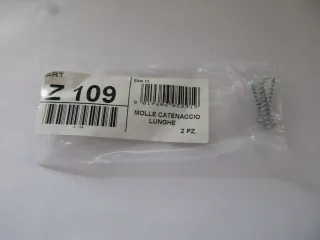 ART.
Z 109
MOLLE CATENACCIO
LUNGHE
2 PZ.